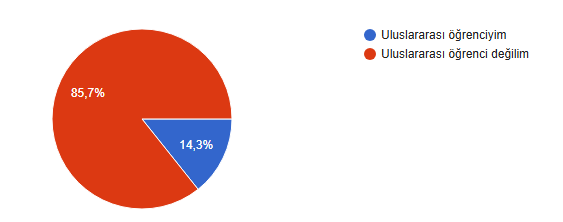 Uluslararası öğrenciyim
Uluslararası öğrenci değilim
85,7%
14,3%